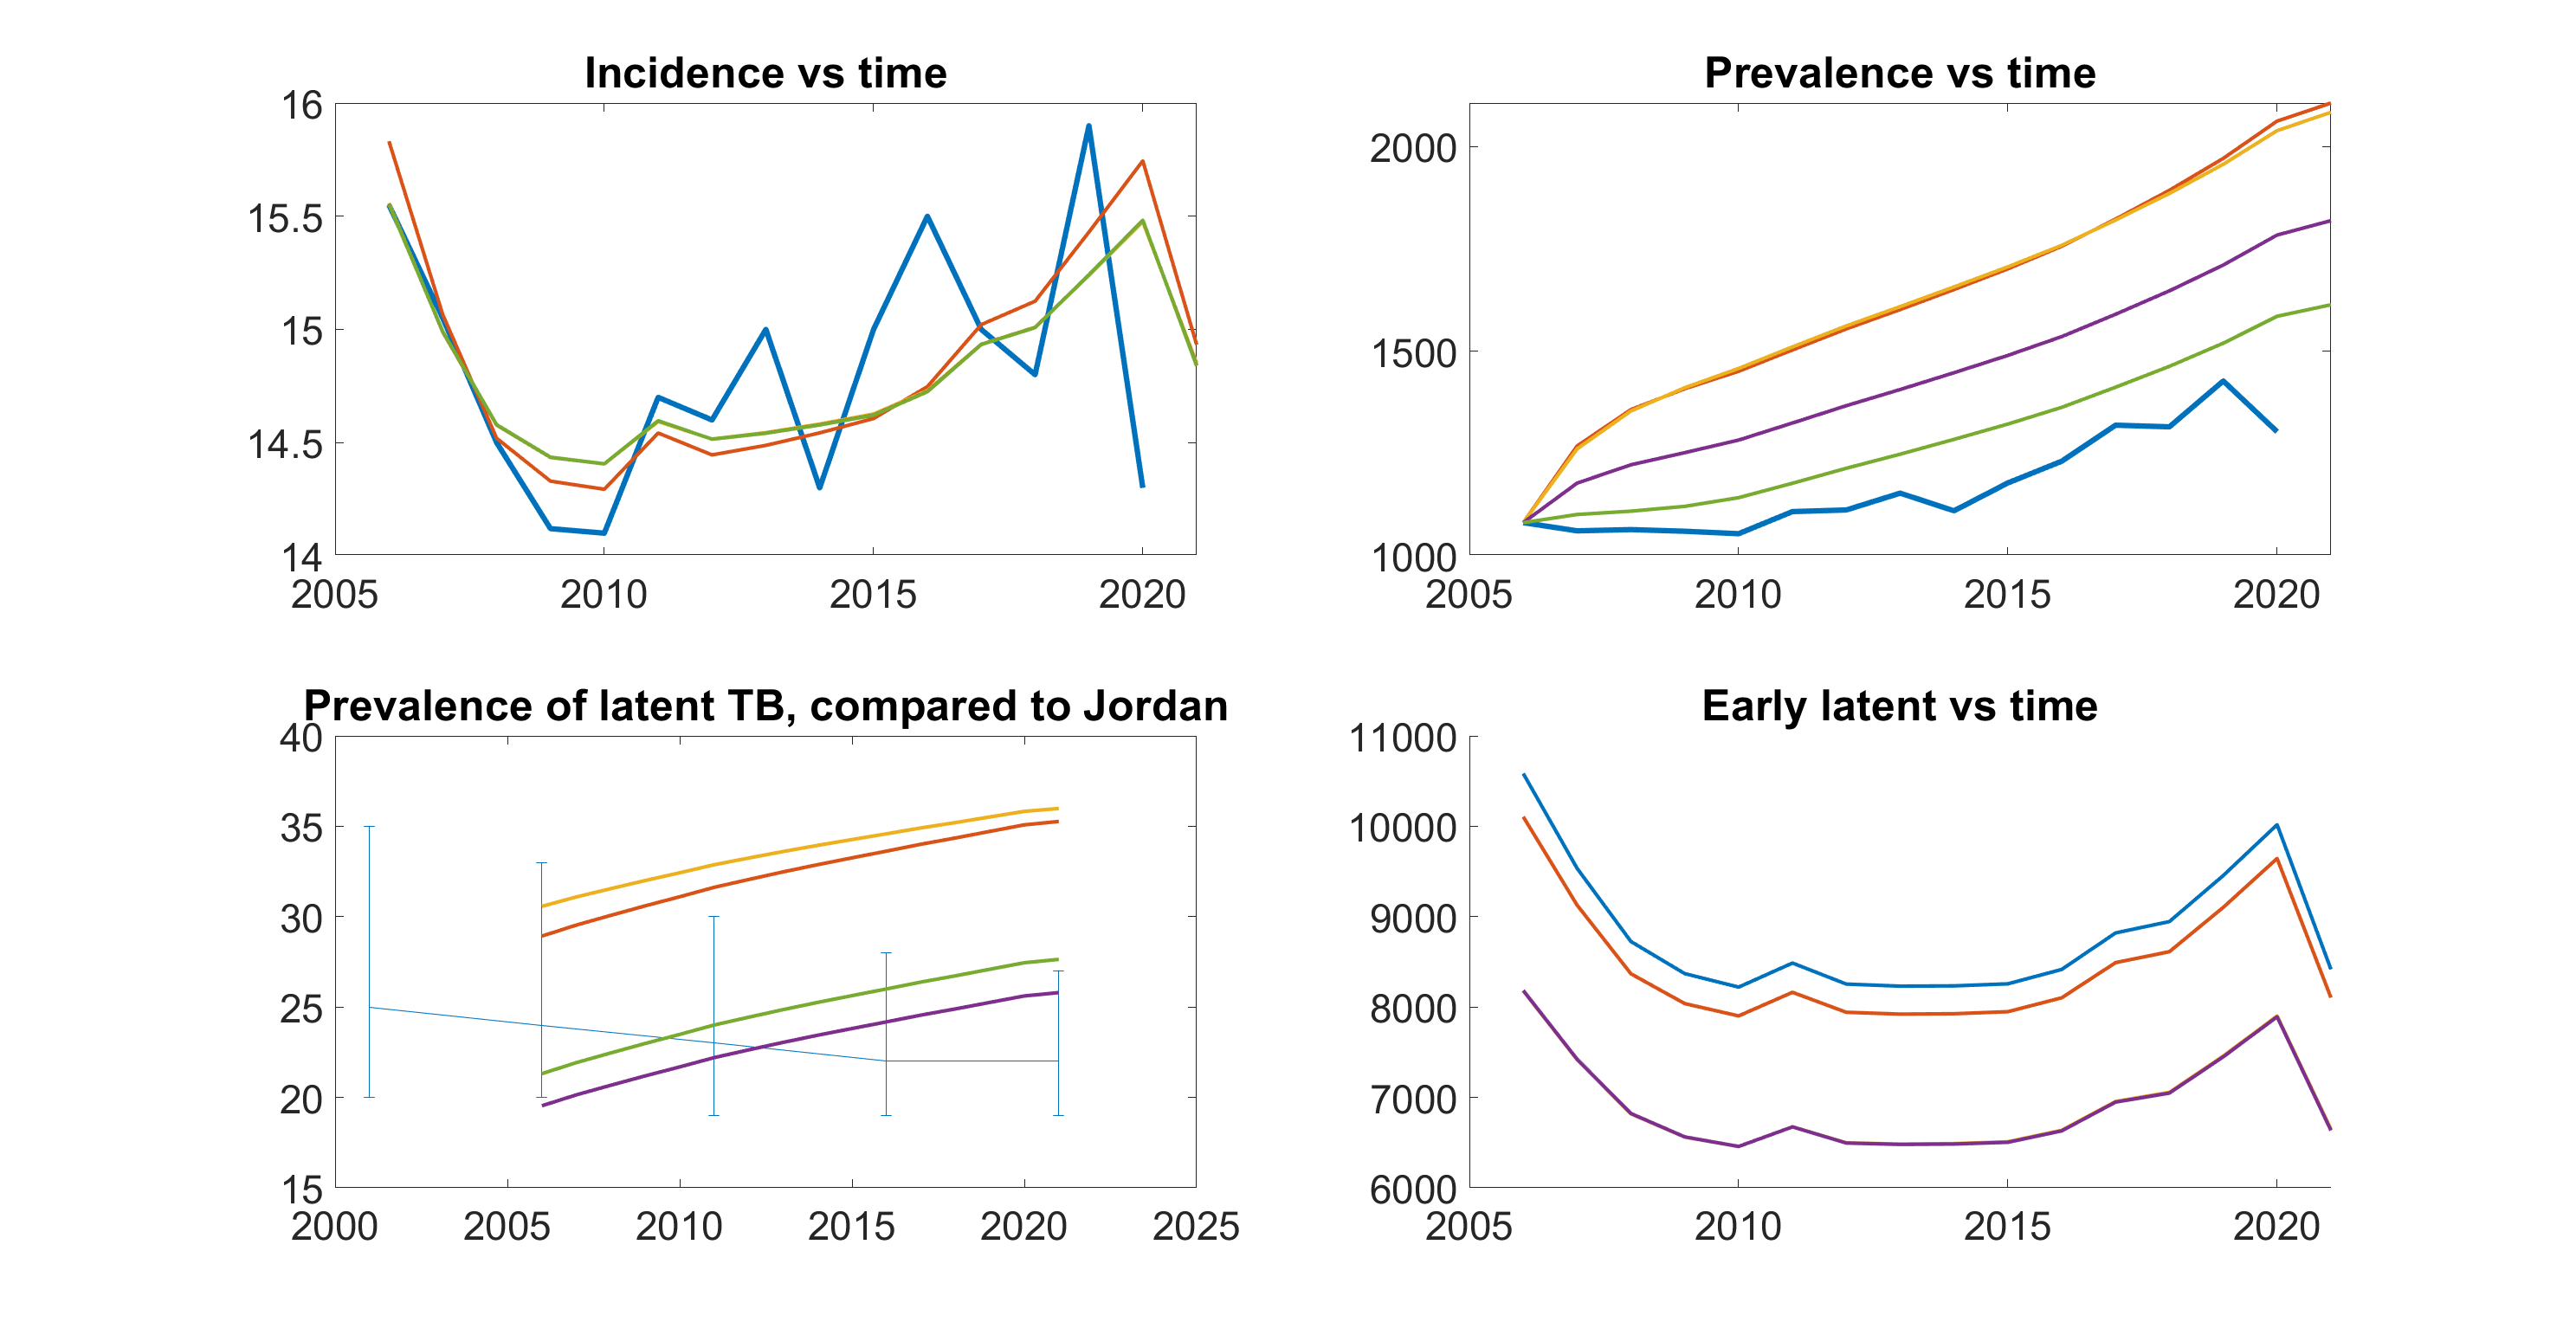 Incidence vs time
16
15.5
15
14.5
14
2005 2010 2015 2020
Prevalence vs time
2000
1500
1000
2005 2010 2015 2020
Prevalence of latent TB, compared to Jordan
40
35
30
25
20
15
2000 2005 2010 2015 2020 2025
Early latent vs time
11000
10000
9000
8000
7000
6000
2005 2010 2015 2020